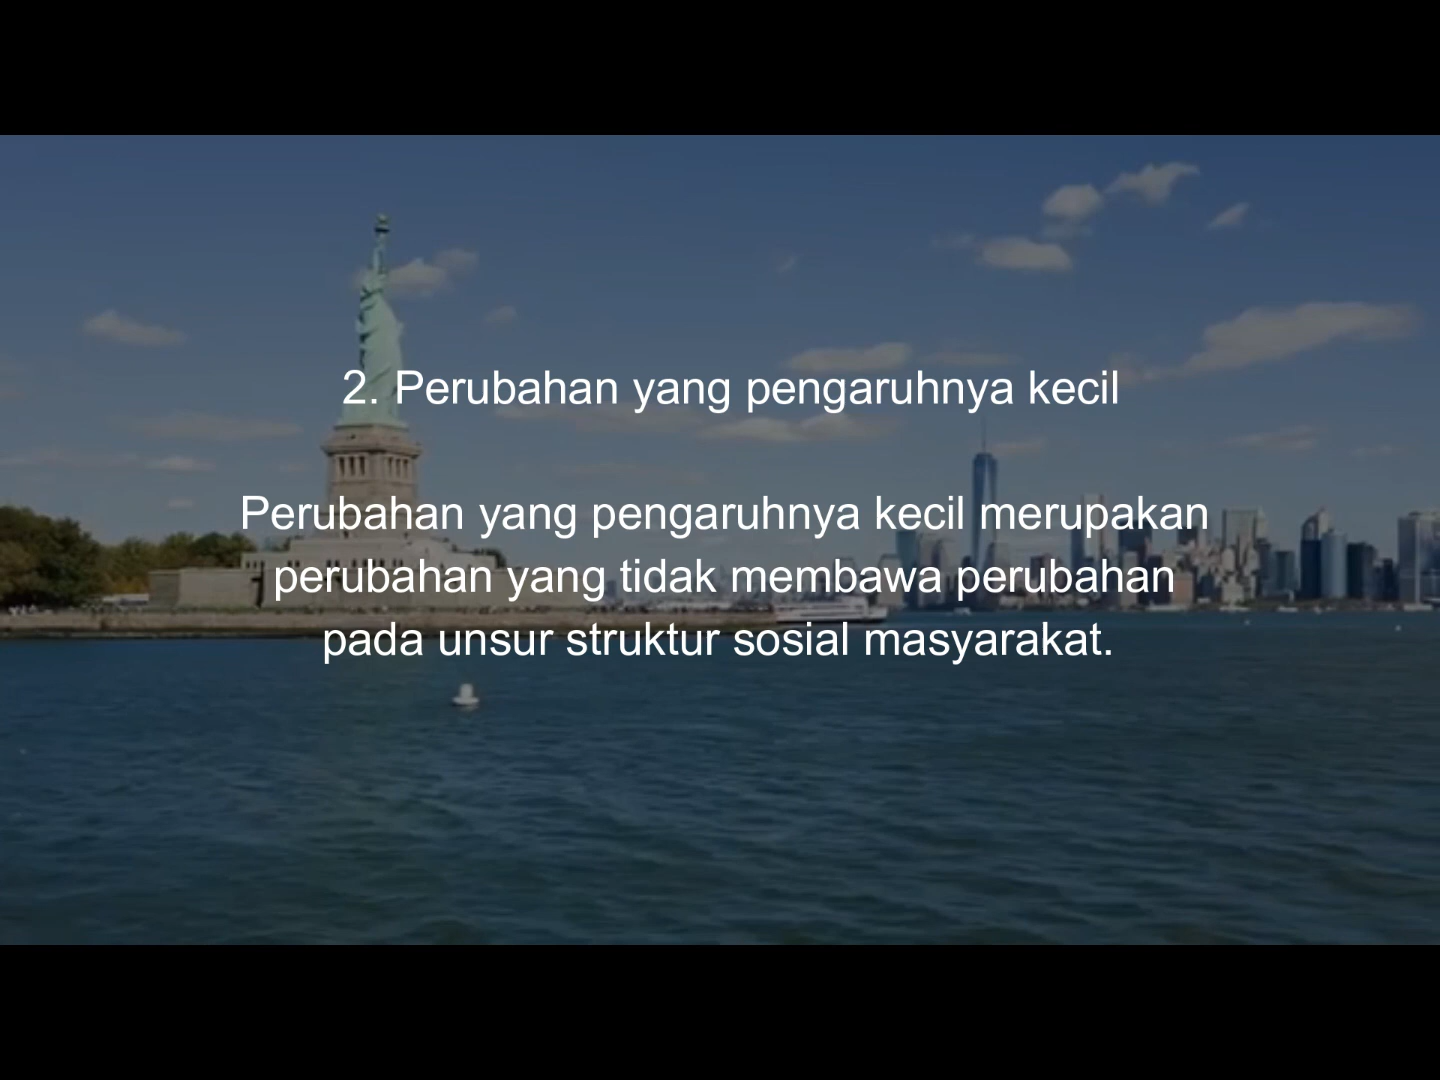 2. Perubahan yang pengaruhnya kecil
Perubahan yang pengaruhnya kecil merupakan
perubahan yang tidak membawa perubahan
pada unsur struktur sosial masyarakat.